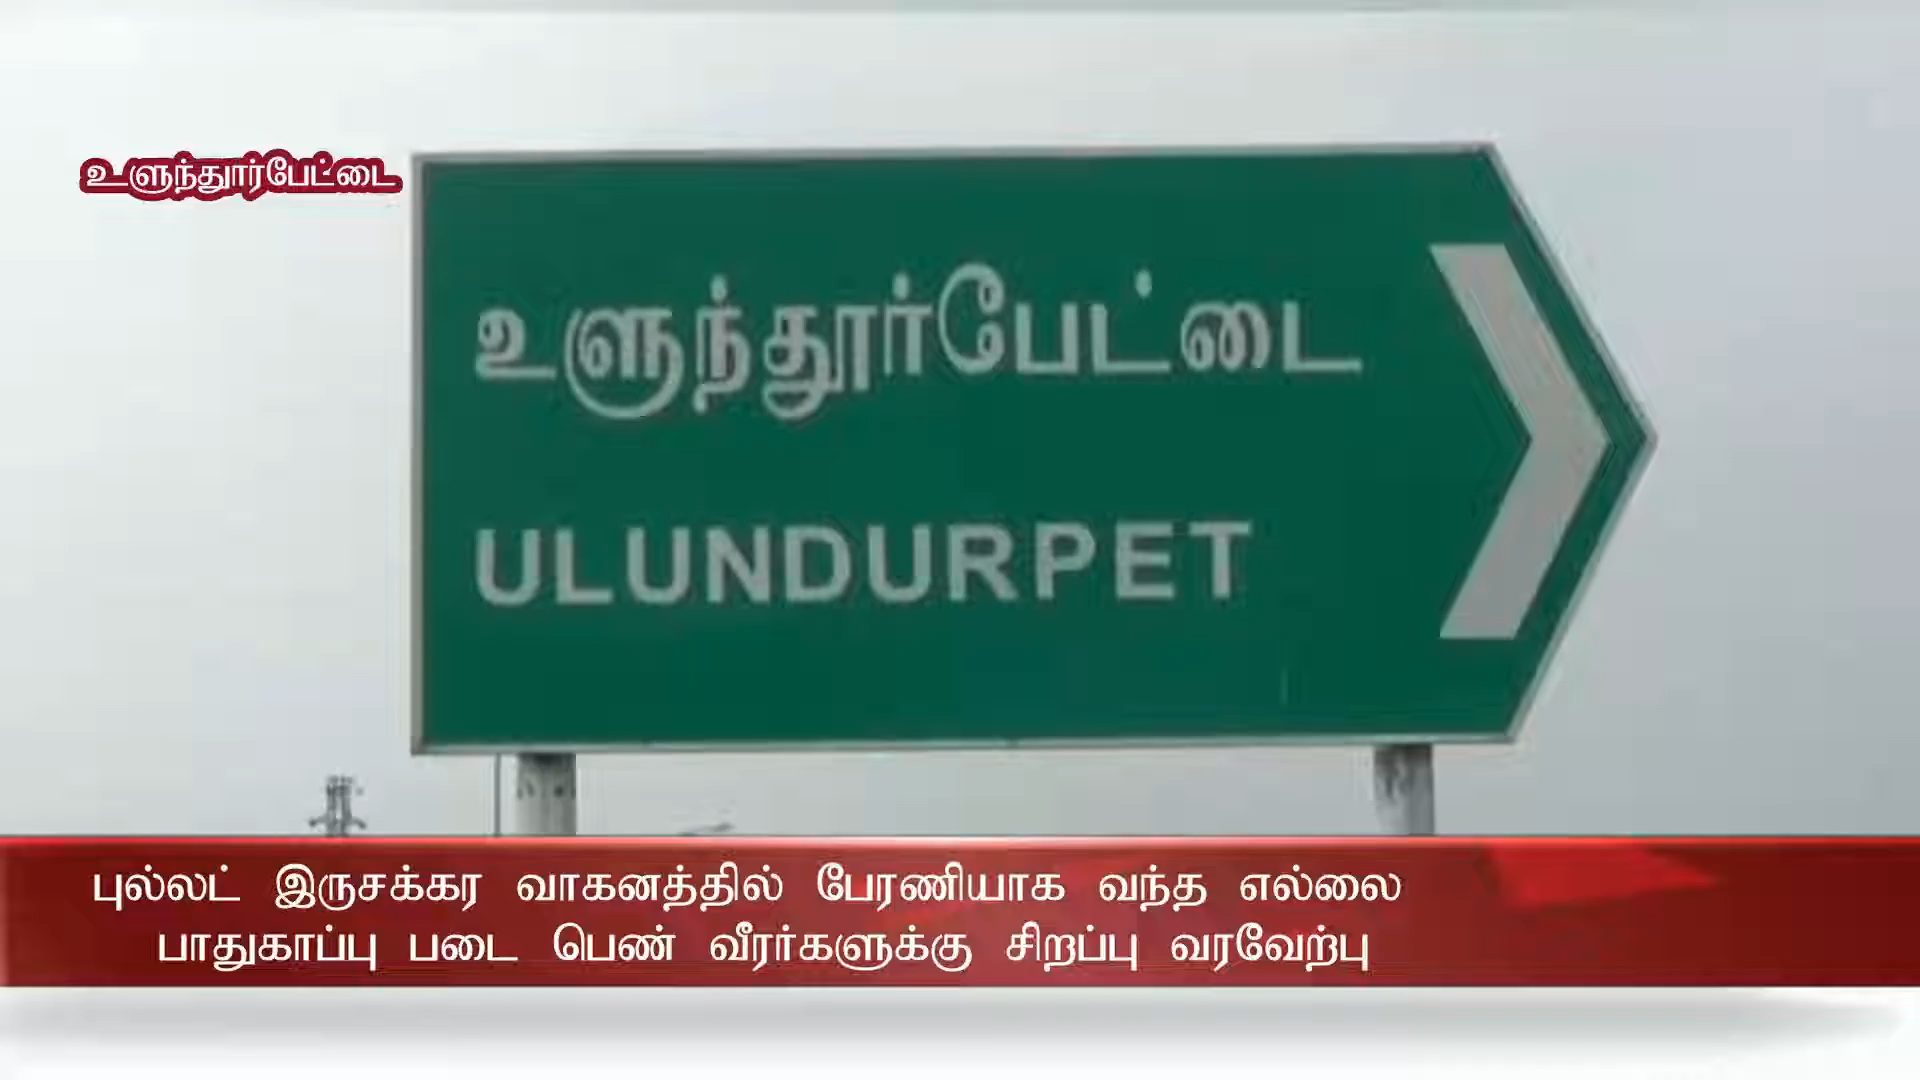 உளுந்தூர்பேட்டை
உளுந்தூர்பேட்டை
ULUNDURPET
புல்லட் இருசக்கர வாகனத்தில் பேரணியாக வந்த எல்லை
பாதுகாப்பு படை பெண் வீரர்களுக்கு சிறப்பு வரவேற்பு